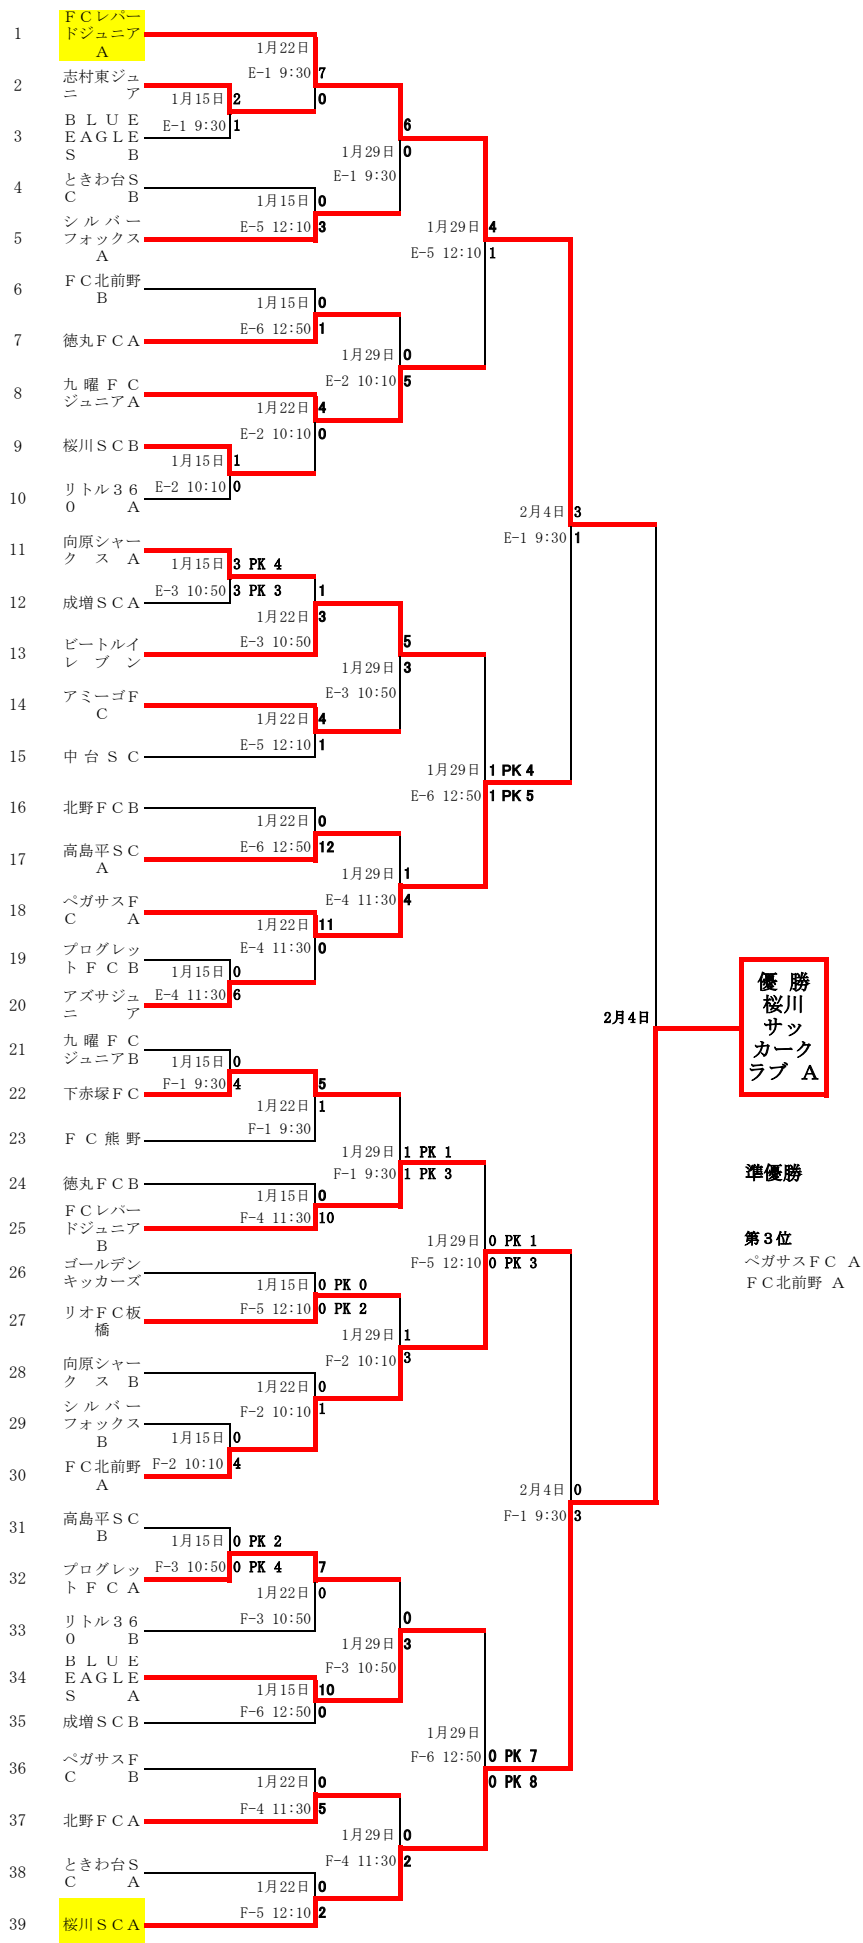 ＦＣレパー
1
ドジュニア
Ａ
1月22日
E-1 9:30
7
0
2
志村東ジュ
ニ　ア
1月15日
2
E-1 9:30
1
3
ＢＬＵＥ
ＥＡＧＬＥ
Ｓ　Ｂ
6
1月29日
0
E-1 9:30
4
ときわ台Ｓ
Ｃ　Ｂ
1月15日
0
E-5 12:10
3
5
シルバー
フォックス
Ａ
1月29日
4
E-5 12:10
1
6
ＦＣ北前野
Ｂ
1月15日
0
E-6 12:50
1
7
徳丸ＦＣＡ
1月29日
0
E-2 10:10
5
8
九曜ＦＣ
ジュニアＡ
1月22日
4
E-2 10:10
0
9
桜川ＳＣＢ
1月15日
1
E-2 10:10
0
10
リトル３６
０　Ａ
2月4日
3
E-1 9:30
1
11
向原シャー
クスＡ
1月15日
3 PK 4
E-3 10:50
3 PK 3
12
成増ＳＣＡ
1
1月22日
3
E-3 10:50
13
ビートルイ
レブン
5
1月29日
3
E-3 10:50
14
アミーゴＦ
Ｃ
1月22日
4
E-5 12:10
1
15
中台ＳＣ
1月29日
1 PK 4
E-6 12:50
1 PK 5
16
北野ＦＣＢ
1月22日
0
E-6 12:50
12
17
高島平ＳＣ
Ａ
1月29日
1
E-4 11:30
4
18
ペガサスＦ
Ｃ　Ａ
1月22日
11
E-4 11:30
0
19
プログレッ
トＦＣＢ
1月15日
0
E-4 11:30
6
20
アズサジュ
ニ　ア
2月4日
優 勝
桜川
サッ
カーク
ラブ Ａ
21
九曜ＦＣ
ジュニアＢ
1月15日
0
F-1 9:30
4
22
下赤塚ＦＣ
5
1月22日
1
F-1 9:30
23
ＦＣ熊野
1月29日
1 PK 1
F-1 9:30
1 PK 3
準優勝
24
徳丸ＦＣＢ
1月15日
0
F-4 11:30
10
25
ＦＣレパー
ドジュニア
Ｂ
1月29日
0 PK 1
F-5 12:10
0 PK 3
第３位
ペガサスＦＣ Ａ
ＦＣ北前野 Ａ
26
ゴールデン
キッカーズ
1月15日
0 PK 0
F-5 12:10
0 PK 2
27
リオＦＣ板
橋
1月29日
1
F-2 10:10
3
28
向原シャー
クスＢ
1月22日
0
F-2 10:10
1
29
シルバー
フォックス
Ｂ
1月15日
0
F-2 10:10
4
30
ＦＣ北前野
Ａ
2月4日
0
F-1 9:30
3
31
高島平ＳＣ
Ｂ
1月15日
0 PK 2
F-3 10:50
0 PK 4
32
プログレッ
トＦＣＡ
7
1月22日
0
F-3 10:50
33
リトル３６
０　Ｂ
0
1月29日
3
F-3 10:50
34
ＢＬＵＥ
ＥＡＧＬＥ
Ｓ　Ａ
1月15日
10
F-6 12:50
0
35
成増ＳＣＢ
1月29日
F-6 12:50
0 PK 7
0 PK 8
36
ペガサスＦ
Ｃ　Ｂ
1月22日
0
F-4 11:30
5
37
北野ＦＣＡ
1月29日
0
F-4 11:30
2
38
ときわ台Ｓ
Ｃ　Ａ
1月22日
0
F-5 12:10
2
39
桜川ＳＣＡ